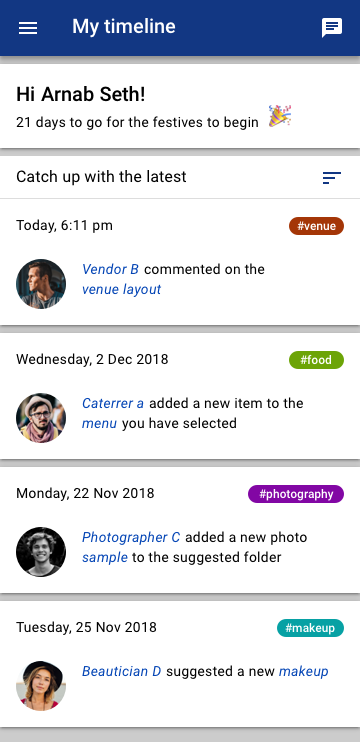 My timeline
Hi Arnab Seth!
21 days to go for the festives to begin
Catch up with the latest
Today, 6:11 pm
#venue
Vendor B commented on the
venue layout
Wednesday, 2 Dec 2018
#food
Caterrer a added a new item to the
menu you have selected
Monday, 22 Nov 2018
#photography
Photographer C added a new photo
sample to the suggested folder
Tuesday, 25 Nov 2018
#makeup
Beautician D suggested a new makeup